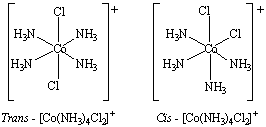 Cl + Cl +
H₃N NH₃ H₃N Cl
Co Co
H₃N NH₃ H₃N NH₃
Cl NH₃
Trans - [Co(NH₃)₄Cl₂]⁺ Cis - [Co(NH₃)₄Cl₂]⁺